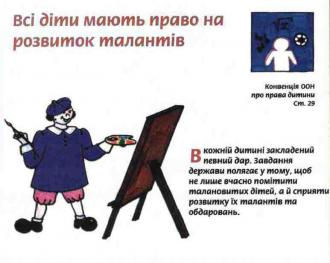 Всі діти мають право на
розвиток талантів
Конвенція ООН
про права дитини
Ст. 29
В кожній дитині закладений
певний дар. Завдання
держави полягає у тому, щоб
не лише вчасно помітити
талановитих дітей, а й сприяти
розвитку їх талантів та
обдаровань.